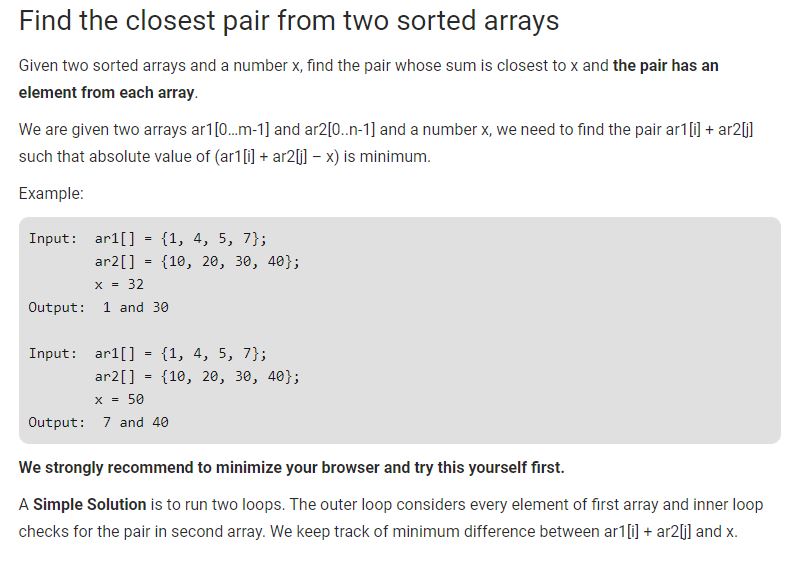 Find the closest pair from two sorted arrays
Given two sorted arrays and a number x, find the pair whose sum is closest to x and the pair has an
element from each array.
We are given two arrays ar1[0…m-1] and ar2[0..n-1] and a number x, we need to find the pair ar1[i] + ar2[j]
such that absolute value of (ar1[i] + ar2[j] – x) is minimum.
Example:
Input:  ar1[] = {1, 4, 5, 7};
        ar2[] = {10, 20, 30, 40};
        x = 32
Output:  1 and 30
Input:  ar1[] = {1, 4, 5, 7};
        ar2[] = {10, 20, 30, 40};
        x = 50
Output:  7 and 40
We strongly recommend to minimize your browser and try this yourself first.
A Simple Solution is to run two loops. The outer loop considers every element of first array and inner loop
checks for the pair in second array. We keep track of minimum difference between ar1[i] + ar2[j] and x.